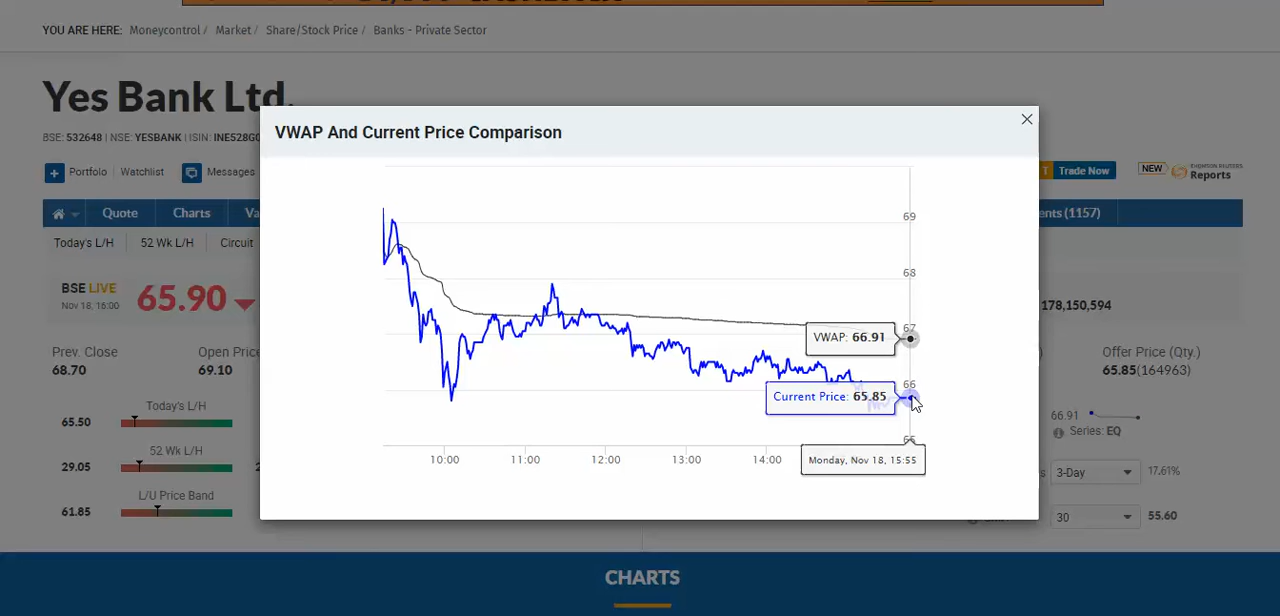 YOU ARE HERE: Moneycontrol / Market / Share/Stock Price / Banks - Private Sector
Yes Bank Ltd.
BSE: 532648 | NSE: YESBANK | ISIN: INE528G0
+ Portfolio Watchlist Messages
Trade Now
NEW THOMSON REUTERS Reports
Quote Charts Va
ents (1157)
Today's L/H 52 Wk L/H Circuit
BSE LIVE
Nov 18, 16:00
65.90
178,150,594
Prev. Close
68.70
Open Price
69.10
Offer Price (Qty.)
65.85(164963)
Today's L/H
65.50
52 Wk L/H
29.05
L/U Price Band
61.85
66.91
Series: EQ
3-Day 17.61%
30 55.60
VWAP And Current Price Comparison
69
68
67
66
65
VWAP: 66.91
Current Price: 65.85
10:00 11:00 12:00 13:00 14:00
Monday, Nov 18, 15:55
CHARTS